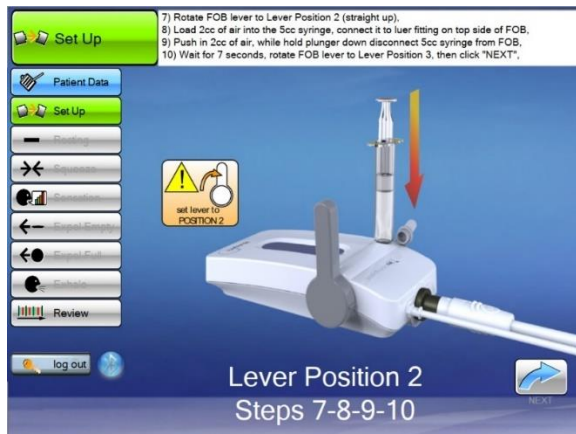 Set Up
7) Rotate FOB lever to Lever Position 2 (straight up),
8) Load 2cc of air into the 5cc syringe, connect it to luer fitting on top side of FOB,
9) Push in 2cc of air, while hold plunger down disconnect 5cc syringe from FOB,
10) Wait for 7 seconds, rotate FOB lever to Lever Position 3, then click "NEXT",
Patient Data
Set Up
Resting
Squeeze
Sensation
Expel Empty
Expel Full
Exhale
Review
log out
set lever to
POSITION 2
Lever Position 2
Steps 7-8-9-10
NEXT